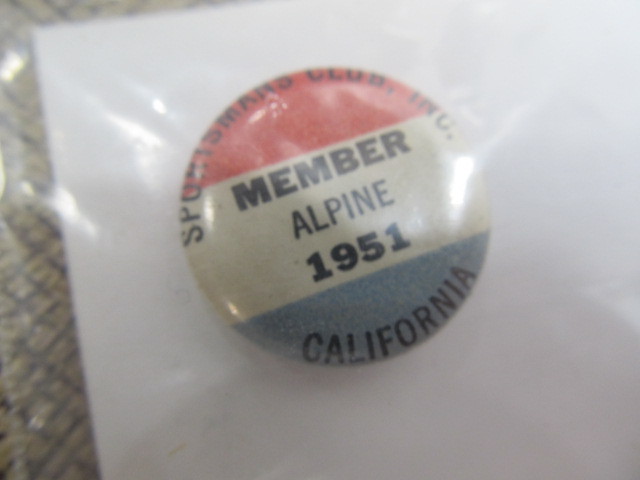 SPORTSMANS CLUB, INC.
MEMBER
ALPINE
1951
CALIFORNIA